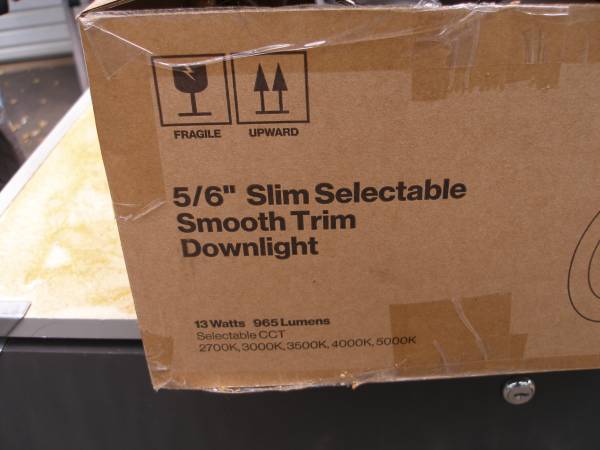 FRAGILE UPWARD
5/6" Slim Selectable
Smooth Trim
Downlight
13 Watts 965 Lumens
Selectable CCT
2700K, 3000K, 3500K, 4000K, 5000K